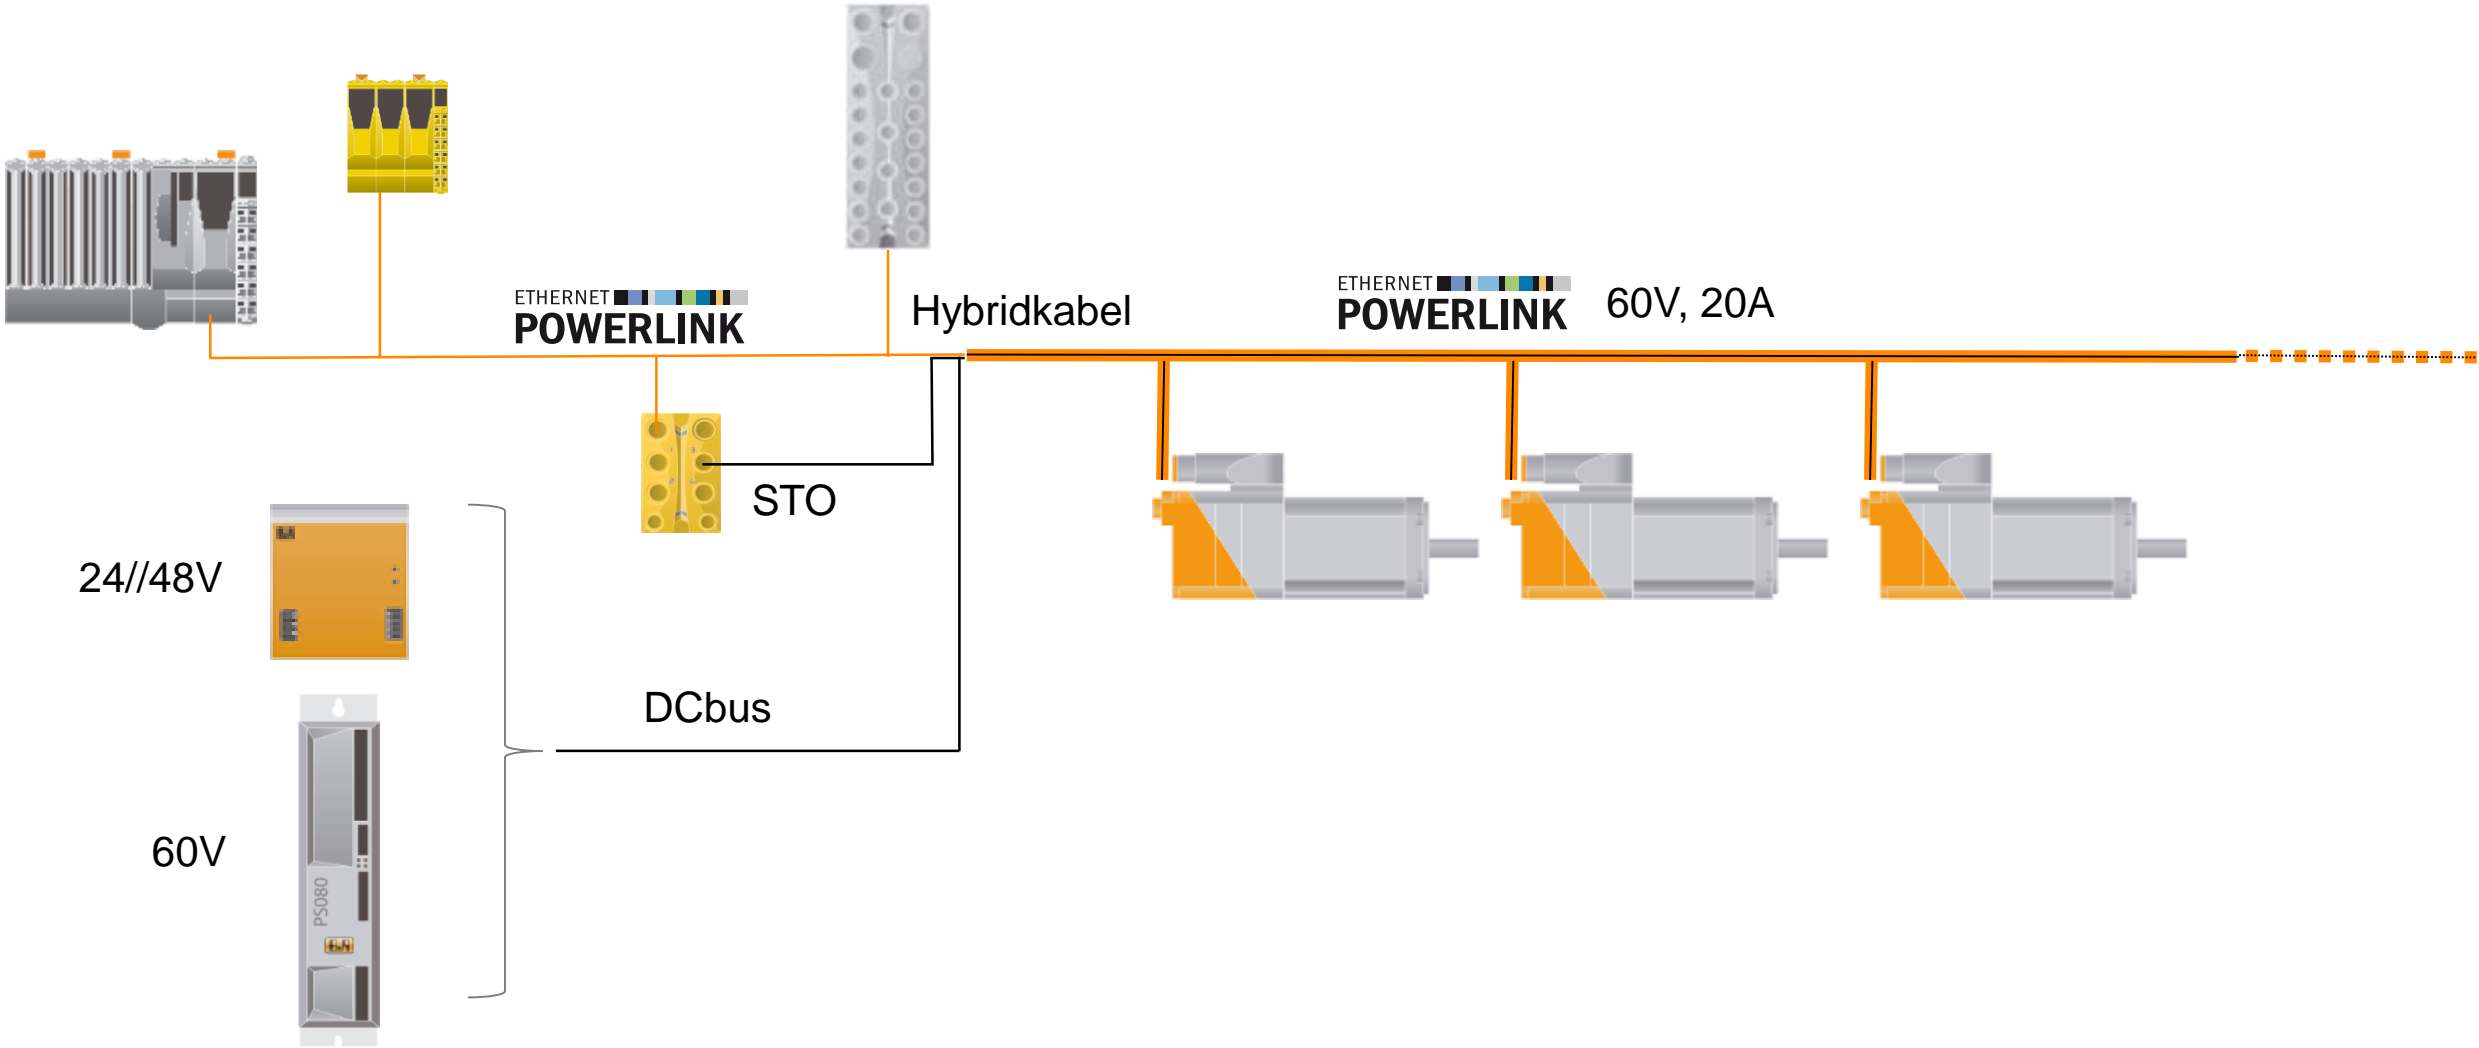 ETHERNET
POWERLINK
Hybridkabel
ETHERNET
POWERLINK
60V, 20A
STO
24//48V
DCbus
60V
PS080